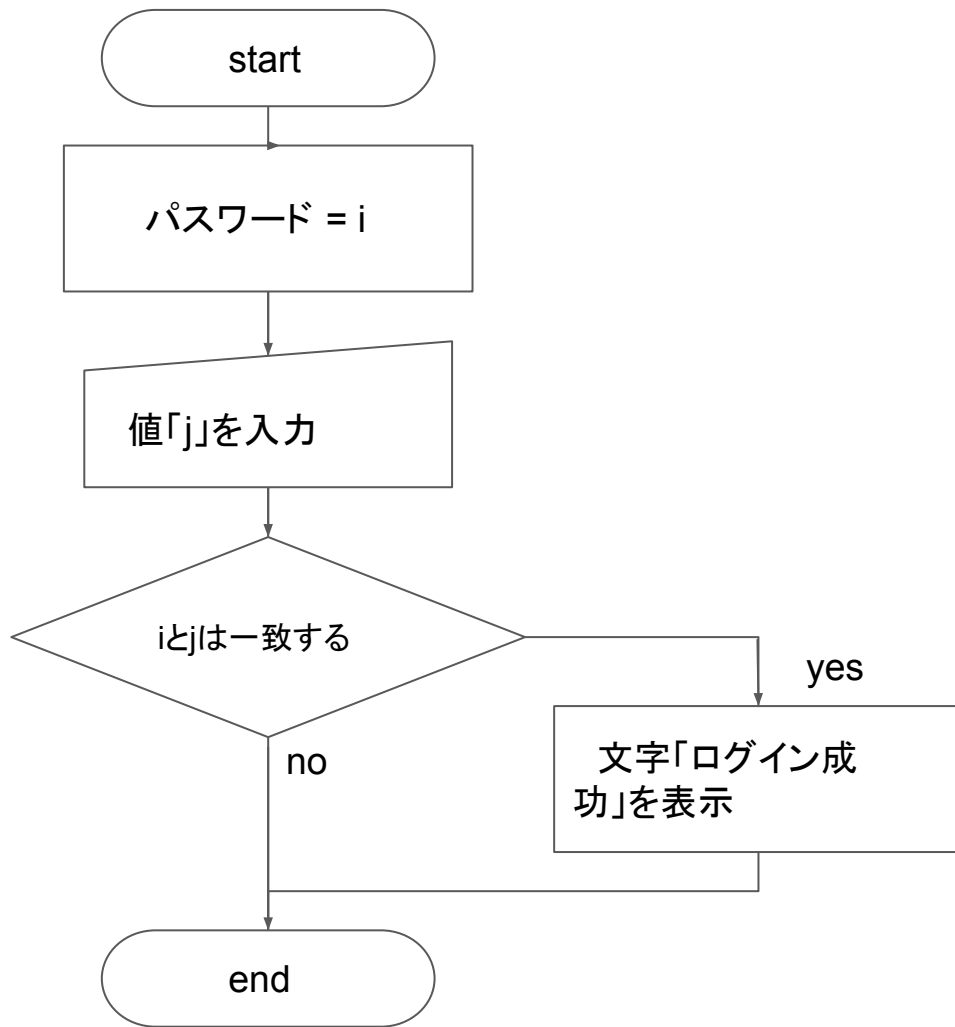 start
パスワード = i
値「j」を入力
iとjは一致する
yes
no
文字「ログイン成
功」を表示
end